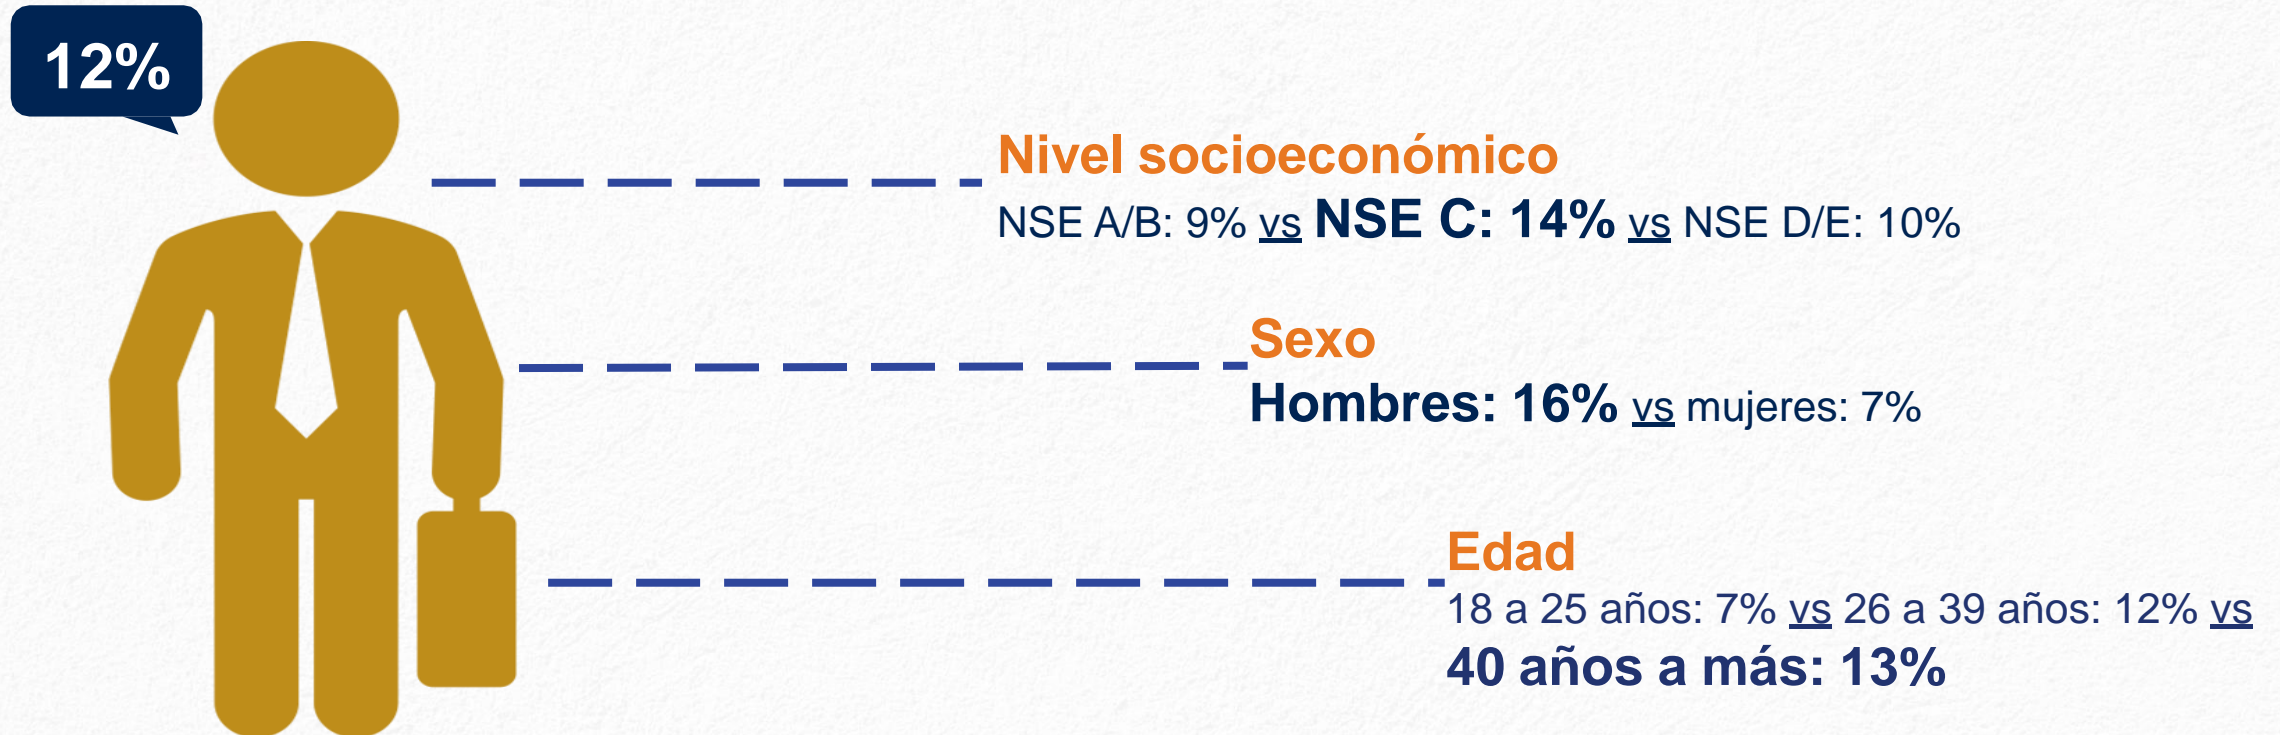 12%
Nivel socioeconómico
NSE A/B: 9% vs NSE C: 14% vs NSE D/E: 10%
Sexo
Hombres: 16% vs mujeres: 7%
Edad
18 a 25 años: 7% vs 26 a 39 años: 12% vs
40 años a más: 13%